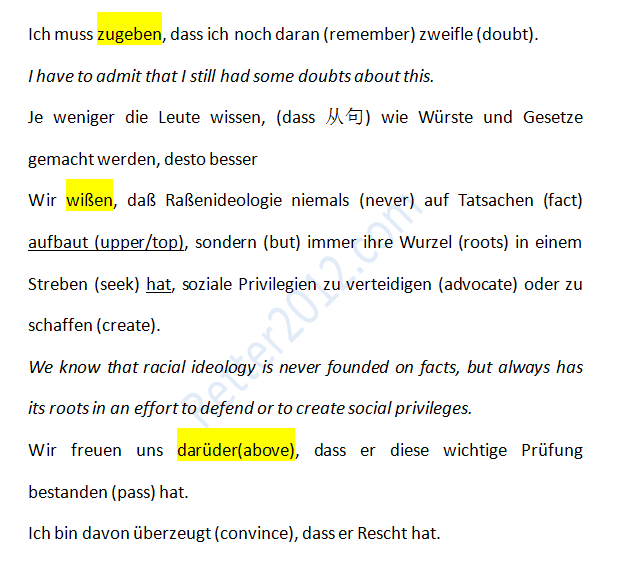 Ich muss zugeben, dass ich noch daran (remember) zweifle (doubt).
I have to admit that I still had some doubts about this.
Je weniger die Leute wissen, (dass 从句) wie Würste und Gesetze
gemacht werden, desto besser
Wir wißen, daß Raßenideologie niemals (never) auf Tatsachen (fact)
aufbaut (upper/top), sondern (but) immer ihre Wurzel (roots) in einem
Streben (seek) hat, soziale Privilegien zu verteidigen (advocate) oder zu
schaffen (create).
We know that racial ideology is never founded on facts, but always has
its roots in an effort to defend or to create social privileges.
Wir freuen uns darüder(above), dass er diese wichtige Prüfung
bestanden (pass) hat.
Ich bin davon überzeugt (convince), dass er Rescht hat.
Retter2012.com